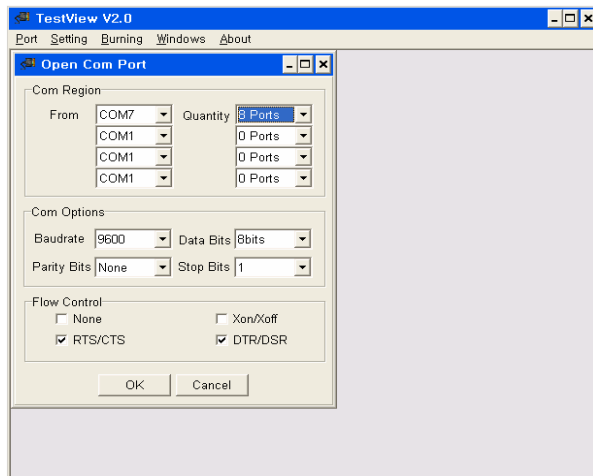 TestView V2.0
Port Setting Burning Windows About
Open Com Port
Com Region
From COM7 Quantity 8 Ports
COM1 0 Ports
COM1 0 Ports
COM1 0 Ports
Com Options
Baudrate 9600 Data Bits 8bits
Parity Bits None Stop Bits 1
Flow Control
None Xon/Xoff
RTS/CTS DTR/DSR
OK Cancel